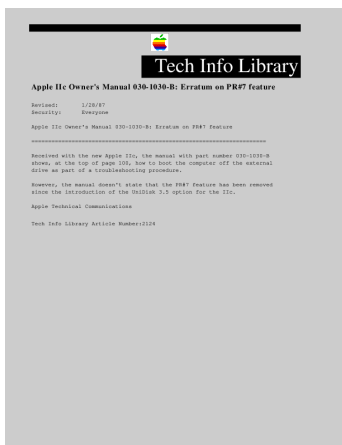 Tech Info Library
Apple IIc Owner's Manual 030-1030-B: Erratum on PR#7 feature
Revised: 1/28/87
Security: Everyone
Apple IIc Owner's Manual 030-1030-B: Erratum on PR#7 feature
=======================================================================
Received with the new Apple IIc, the manual with part number 030-1030-B
shows, at the top of page 100, how to boot the computer off the external
drive as part of a troubleshooting procedure.
However, the manual doesn't state that the PR#7 feature has been removed
since the introduction of the UniDisk 3.5 option for the IIc.
Apple Technical Communications
Tech Info Library Article Number:2124